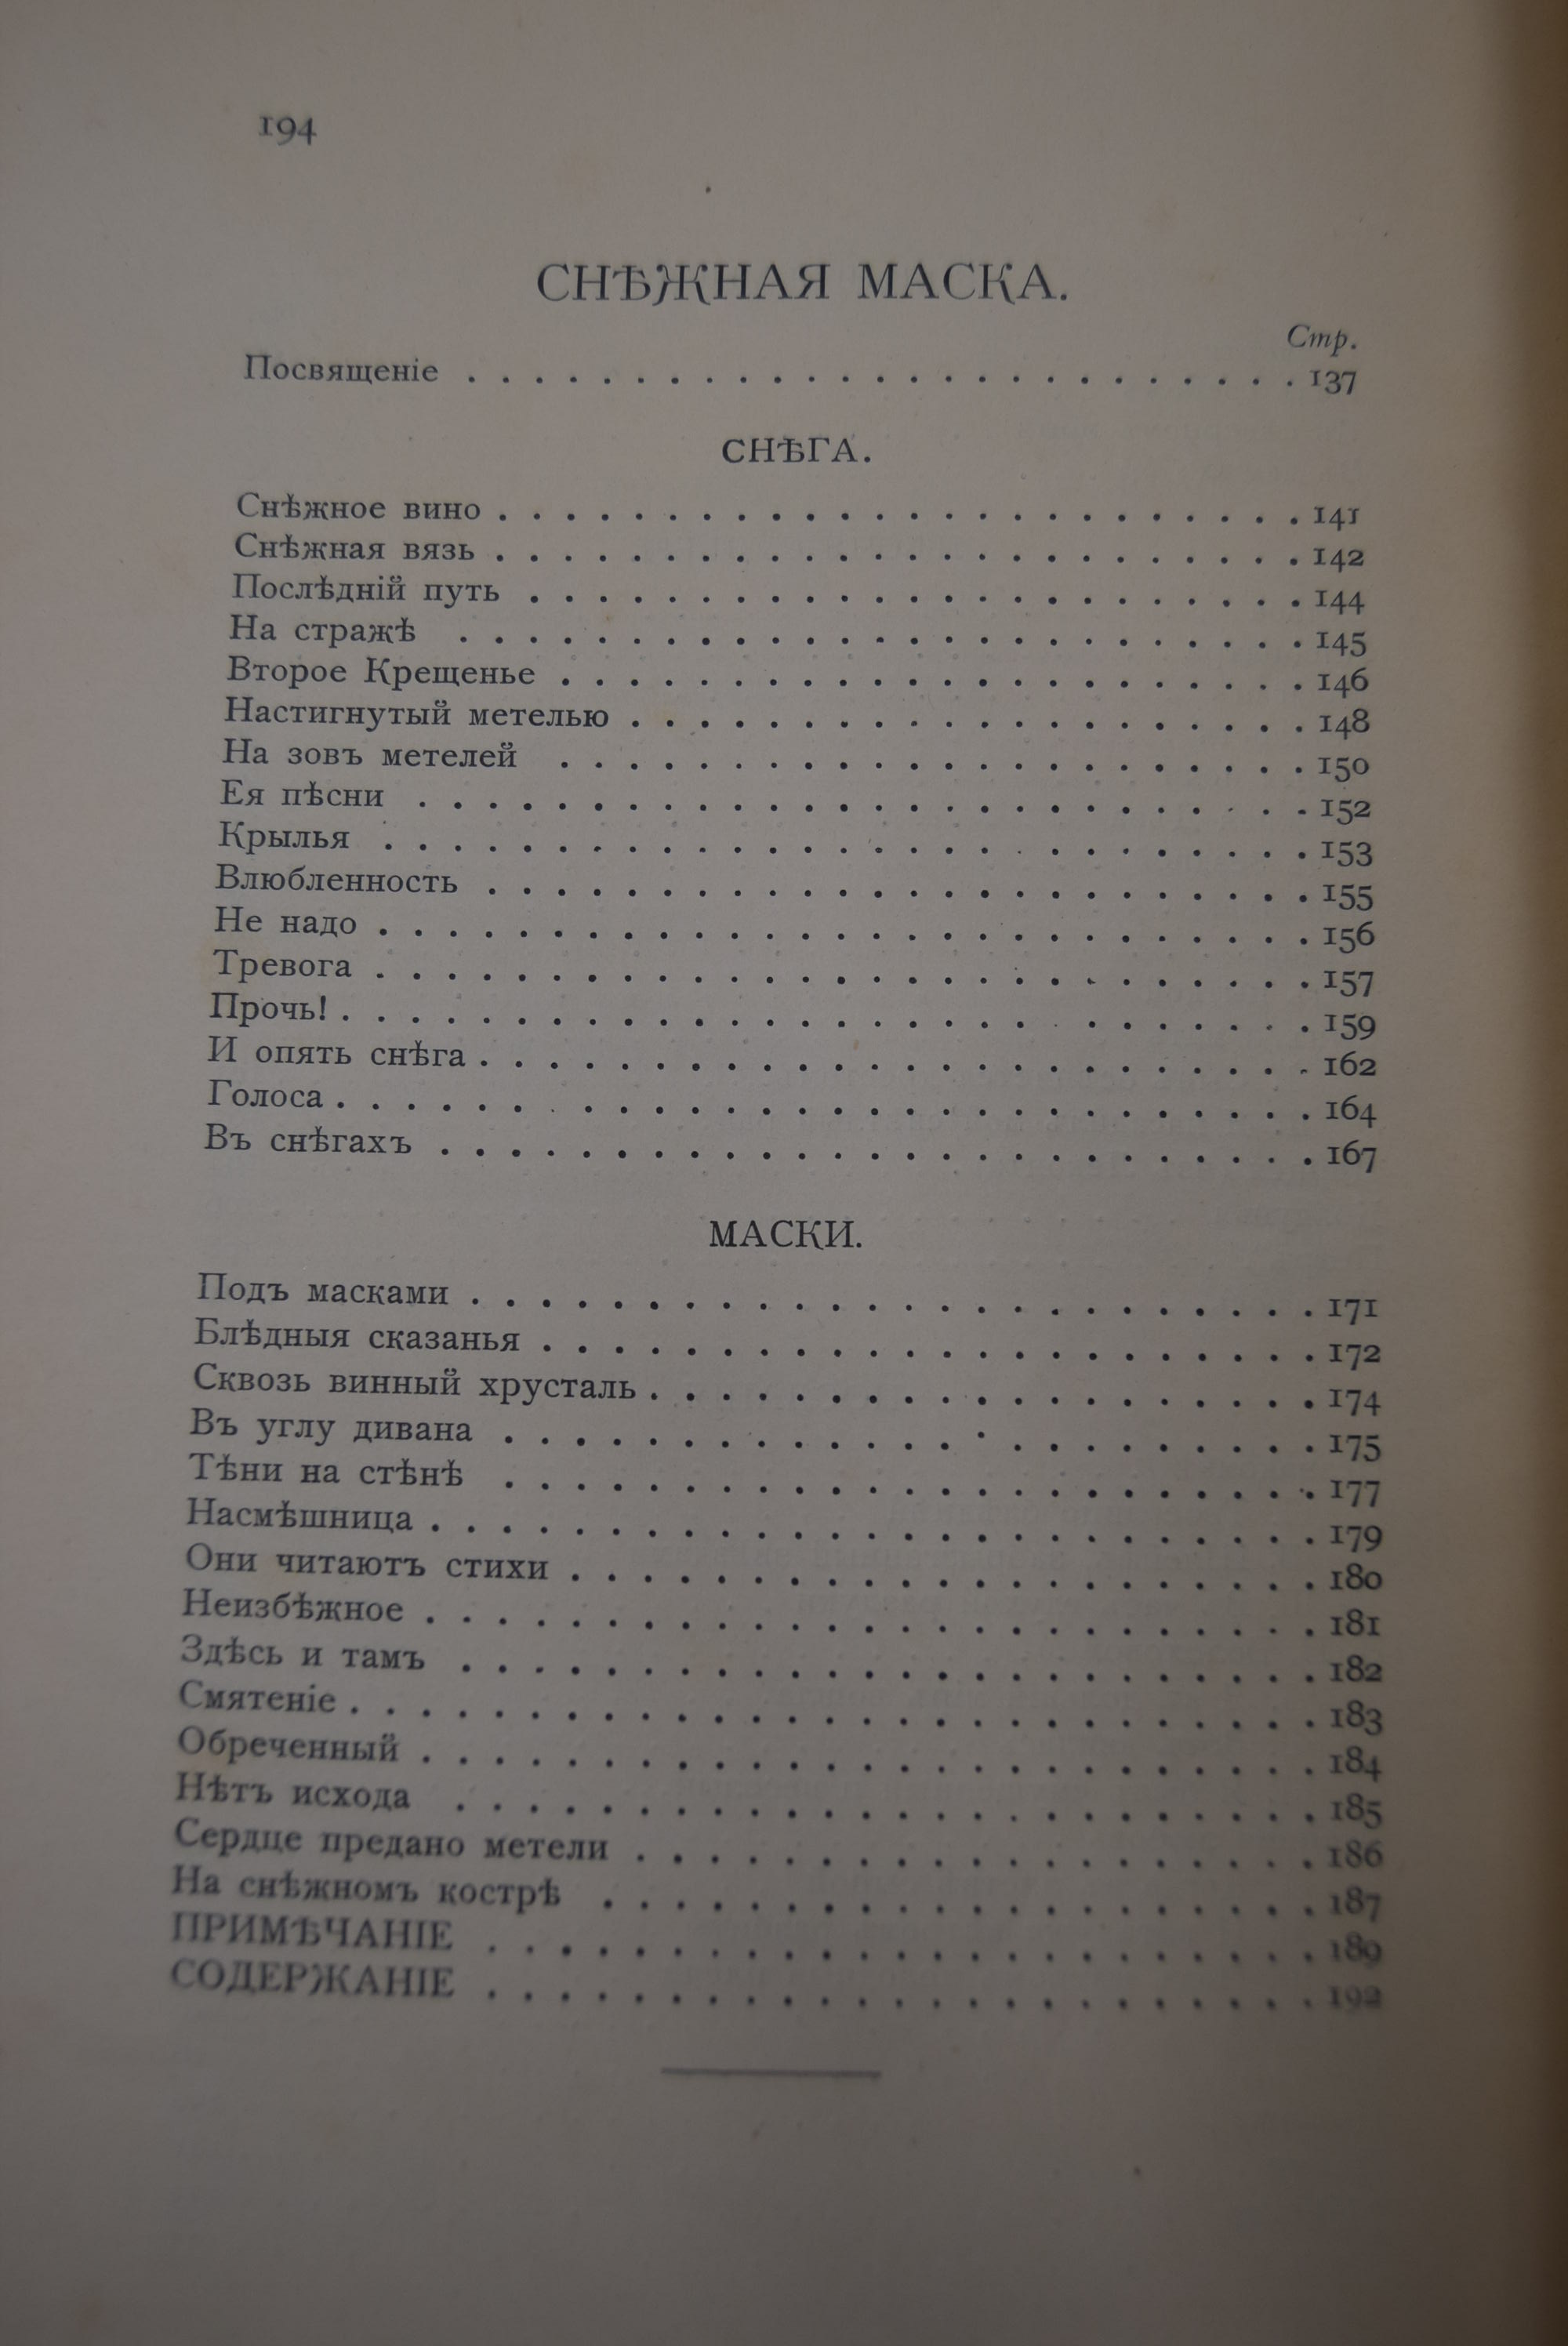 194
СНѢЖНАЯ МАСКА.
Стр.
Посвященіе . . . . . . . . . . . . . . . . . . . . . . . . . 137
СНѢГА.
Снѣжное вино . . . . . . . . . . . . . . . . . . . . . . . . 141
Снѣжная вязь . . . . . . . . . . . . . . . . . . . . . . . . 142
Послѣдній путь . . . . . . . . . . . . . . . . . . . . . . . 144
На стражѣ . . . . . . . . . . . . . . . . . . . . . . . . . 145
Второе Крещенье . . . . . . . . . . . . . . . . . . . . . . 146
Настигнутый метелью . . . . . . . . . . . . . . . . . . . . 148
На зовъ метелей . . . . . . . . . . . . . . . . . . . . . . 150
Ея пѣсни . . . . . . . . . . . . . . . . . . . . . . . . . . 152
Крылья . . . . . . . . . . . . . . . . . . . . . . . . . . . 153
Влюбленность . . . . . . . . . . . . . . . . . . . . . . . . 155
Не надо . . . . . . . . . . . . . . . . . . . . . . . . . . . 156
Тревога . . . . . . . . . . . . . . . . . . . . . . . . . . . 157
Прочь! . . . . . . . . . . . . . . . . . . . . . . . . . . . . 159
И опять снѣга . . . . . . . . . . . . . . . . . . . . . . . . 162
Голоса . . . . . . . . . . . . . . . . . . . . . . . . . . . . 164
Въ снѣгахъ . . . . . . . . . . . . . . . . . . . . . . . . . 167
МАСКИ.
Подъ масками . . . . . . . . . . . . . . . . . . . . . . . . 171
Блѣдныя сказанья . . . . . . . . . . . . . . . . . . . . . . 172
Сквозь винный хрусталь . . . . . . . . . . . . . . . . . . . 174
Въ углу дивана . . . . . . . . . . . . . . . . . . . . . . . 175
Тѣни на стѣнѣ . . . . . . . . . . . . . . . . . . . . . . . 177
Насмѣшница . . . . . . . . . . . . . . . . . . . . . . . . . 179
Они читаютъ стихи . . . . . . . . . . . . . . . . . . . . . 180
Неизбѣжное . . . . . . . . . . . . . . . . . . . . . . . . . 181
Здѣсь и тамъ . . . . . . . . . . . . . . . . . . . . . . . . 182
Смятеніе . . . . . . . . . . . . . . . . . . . . . . . . . . . 183
Обреченный . . . . . . . . . . . . . . . . . . . . . . . . . 184
Нѣтъ исхода . . . . . . . . . . . . . . . . . . . . . . . . 185
Сердце предано метели . . . . . . . . . . . . . . . . . . . 186
На снѣжномъ кострѣ . . . . . . . . . . . . . . . . . . . . 187
ПРИМѢЧАНІЕ . . . . . . . . . . . . . . . . . . . . . . . 189
СОДЕРЖАНІЕ . . . . . . . . . . . . . . . . . . . . . . . 192